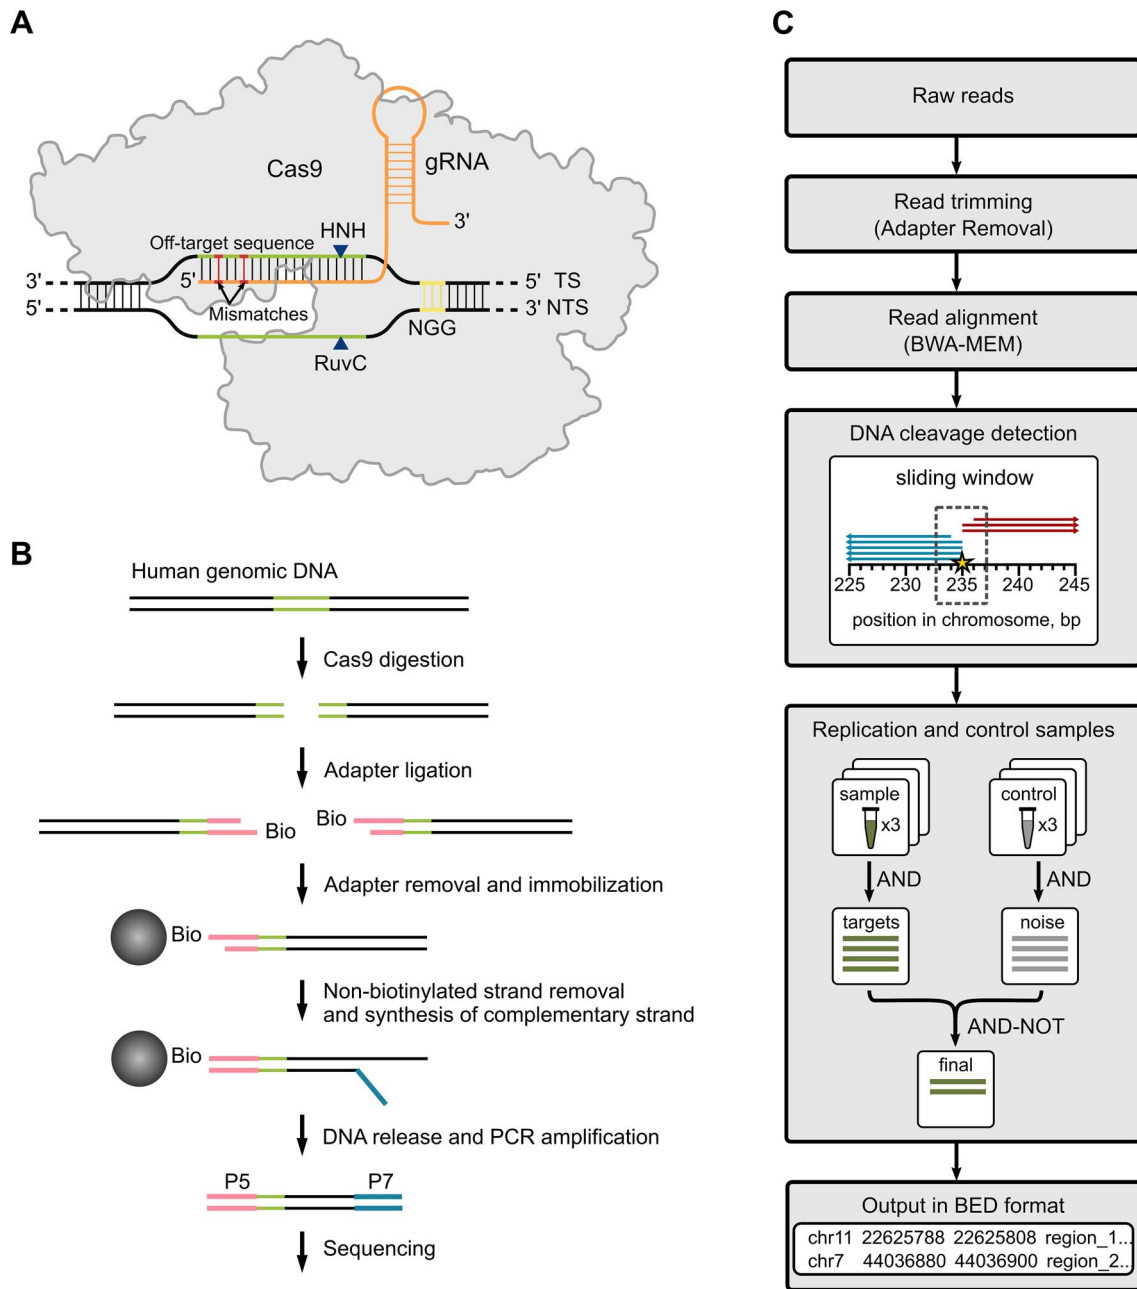 A
Cas9
gRNA
3'
HNH
Off-target sequence
3'
5'
5' TS
5'
3' NTS
Mismatches
NGG
RuvC
B
Human genomic DNA
Cas9 digestion
Adapter ligation
Bio
Bio
Adapter removal and immobilization
Bio
Non-biotinylated strand removal
and synthesis of complementary strand
Bio
DNA release and PCR amplification
P5
P7
Sequencing
C
Raw reads
Read trimming
(Adapter Removal)
Read alignment
(BWA-MEM)
DNA cleavage detection
sliding window
225 230 235 240 245
position in chromosome, bp
Replication and control samples
sample
x3
control
x3
AND
AND
targets
noise
AND-NOT
final
Output in BED format
chr11 22625788 22625808 region_1...
chr7 44036880 44036900 region_2...